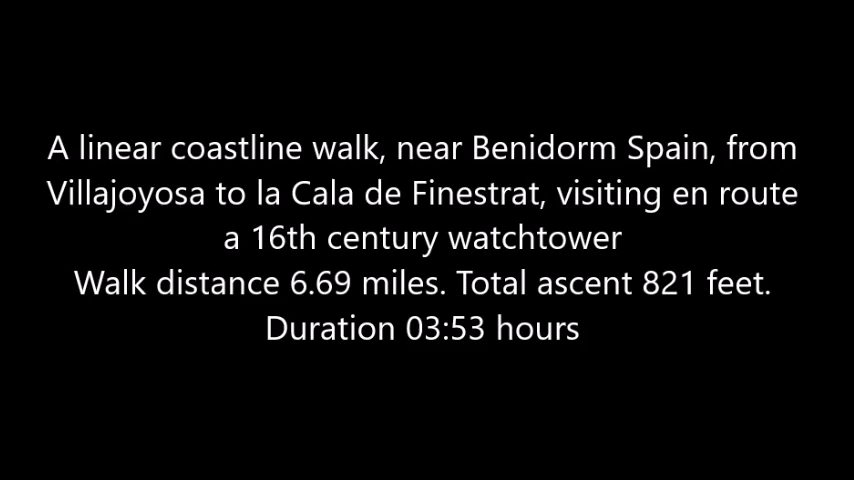 A linear coastline walk, near Benidorm Spain, from
Villajoyosa to la Cala de Finestrat, visiting en route
a 16th century watchtower
Walk distance 6.69 miles. Total ascent 821 feet.
Duration 03:53 hours